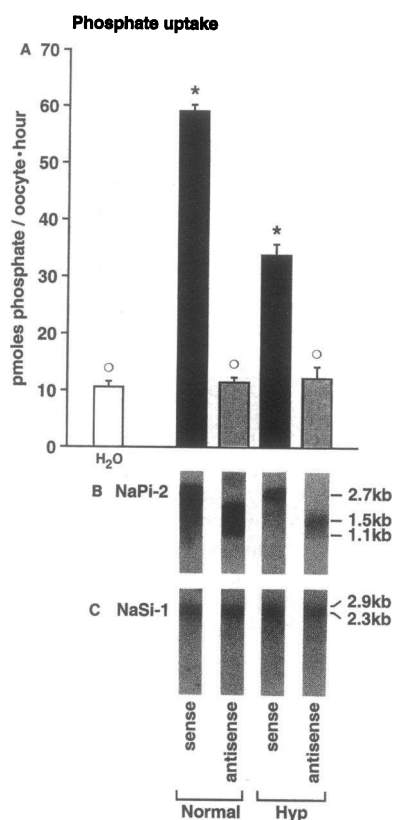 Phosphate uptake
A
70
60
50
40
30
20
10
0
pmoles phosphate / oocyte•hour
*
*
H₂O
B NaPi-2
2.7kb
1.5kb
1.1kb
C NaSi-1
2.9kb
2.3kb
sense
antisense
sense
antisense
Normal
Hyp